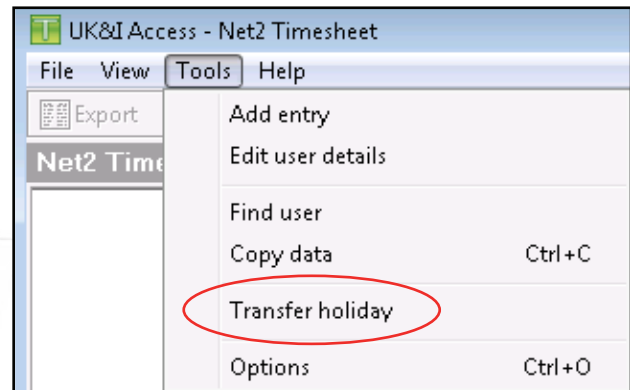 UK&I Access - Net2 Timesheet
File View Tools Help
Export
Net2 Time
Add entry
Edit user details
Find user
Copy data Ctrl+C
Transfer holiday
Options Ctrl+O